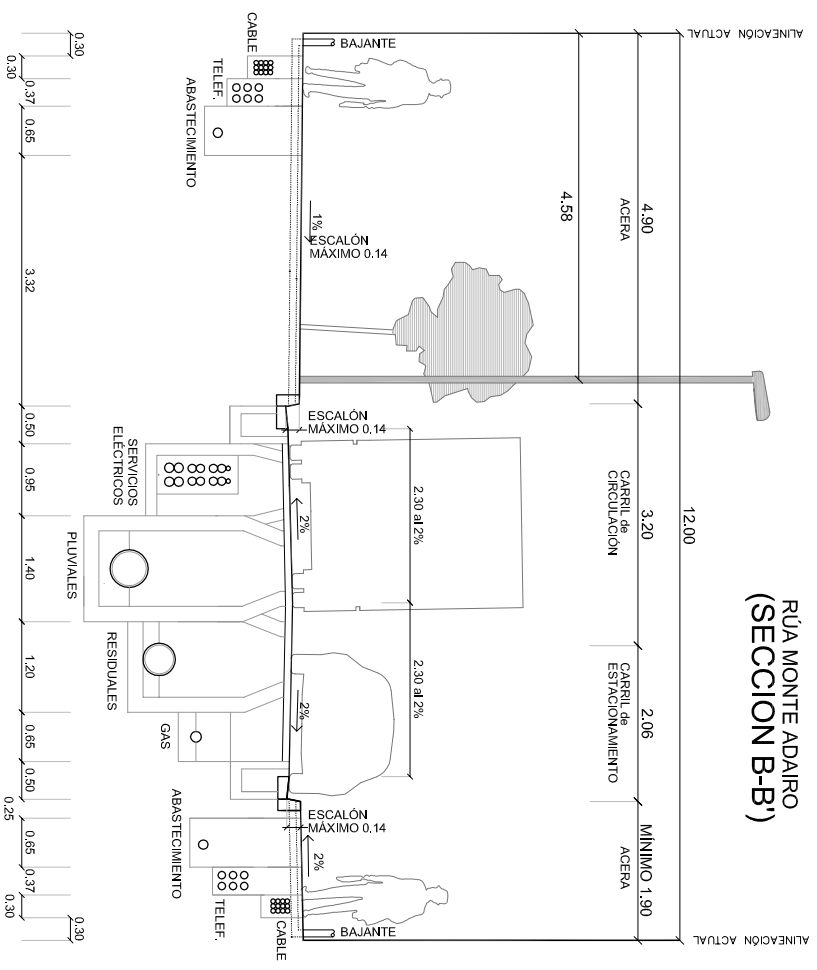 RÚA MONTE ADAIRO
(SECCION B-B')
ALINEACIÓN ACTUAL
12.00
ALINEACIÓN ACTUAL
4.90
ACERA
3.20
CARRIL de
CIRCULACIÓN
2.06
CARRIL de
ESTACIONAMIENTO
MÍNIMO 1.90
ACERA
4.58
2.30 al 2%
2.30 al 2%
BAJANTE
1%
ESCALÓN
MÁXIMO 0.14
ESCALÓN
MÁXIMO 0.14
2%
2%
ESCALÓN
MÁXIMO 0.14
2%
BAJANTE
CABLE
TELEF.
ABASTECIMIENTO
SERVICIOS
ELÉCTRICOS
PLUVIALES
RESIDUALES
GAS
ABASTECIMIENTO
TELEF.
CABLE
0.30
0.30
0.37
0.65
3.32
0.50
0.95
1.40
1.20
0.65
0.50
0.25
0.65
0.37
0.30
0.30